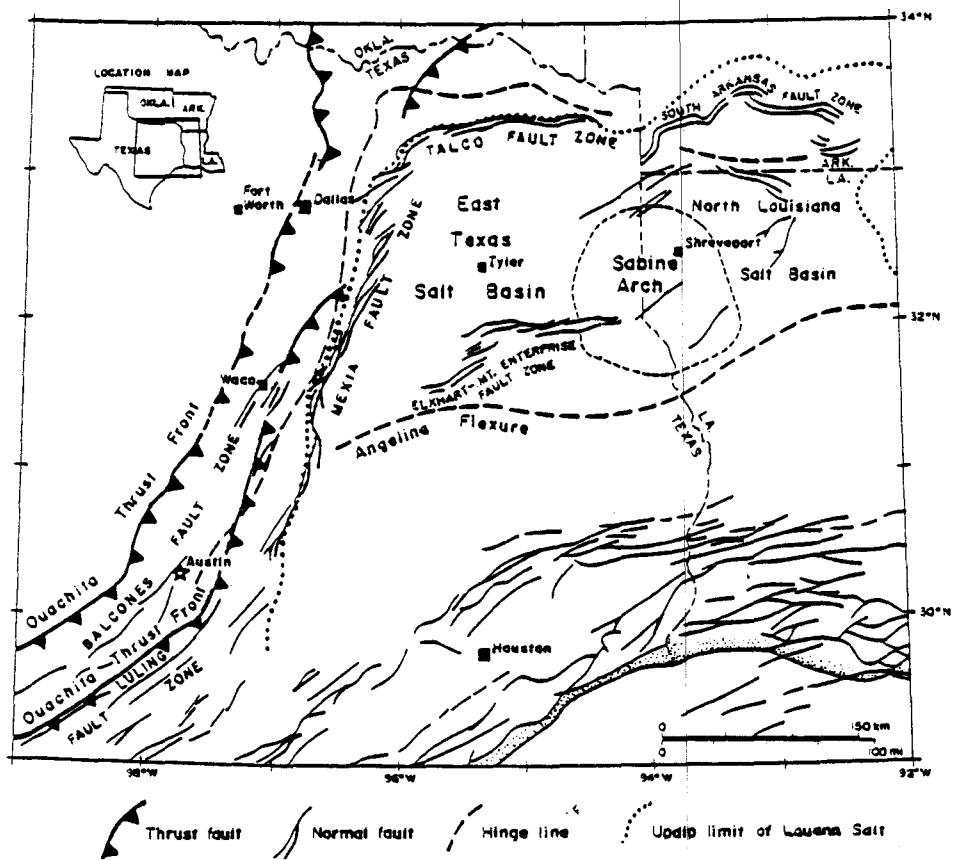 34°N
LOCATION MAP
OKLA.
ARK.
TEXAS
LA.
OKLA.
TEXAS
SOUTH ARKANSAS FAULT ZONE
TALCO FAULT ZONE
ARK.
LA.
Fort Worth
Dallas
East
Texas
Salt Basin
Tyler
North Louisiana
Salt Basin
Shreveport
Sabine
Arch
MEXIA FAULT ZONE
32°N
ELKHART-MT. ENTERPRISE
FAULT ZONE
Waco
Angelina Flexure
LA.
TEXAS
Ouachita Thrust Front
BALCONES FAULT ZONE
Austin
Ouachita Thrust Front
LULING
FAULT ZONE
30°N
Houston
0 150 km
0 100 mi
98°W
96°W
94°W
92°W
Thrust fault
Normal fault
Hinge line
Updip limit of Louann Salt